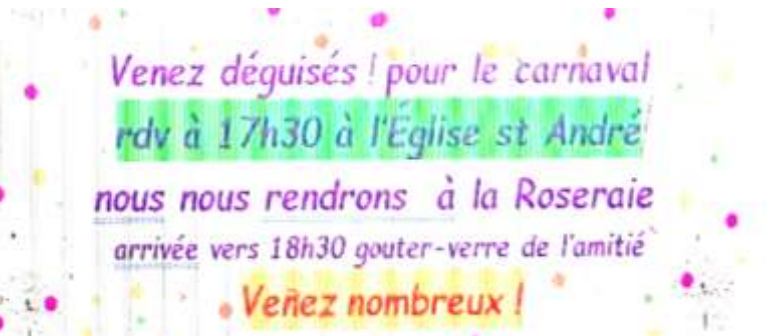 Venez déguisés ! pour le carnaval
rdv à 17h30 à l'Église st André
nous nous rendrons à la Roseraie
arrivée vers 18h30 gouter-verre de l'amitié
Venez nombreux !